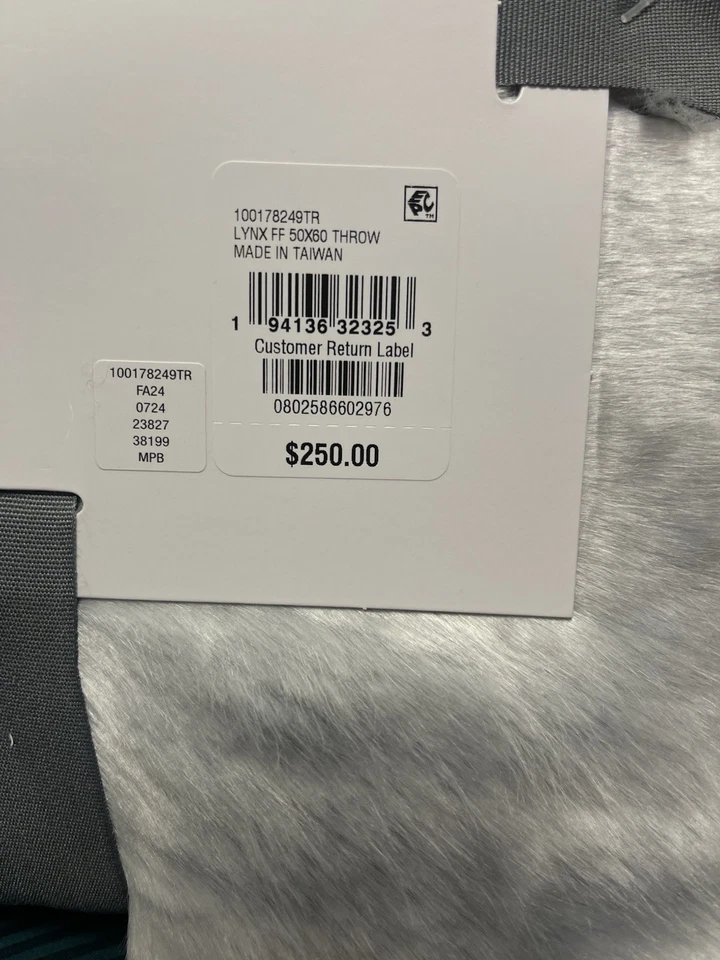 EPC™
100178249TR
LYNX FF 50X60 THROW
MADE IN TAIWAN
1 94136 32325 3
Customer Return Label
0802586602976
$250.00
100178249TR
FA24
0724
23827
38199
MPB